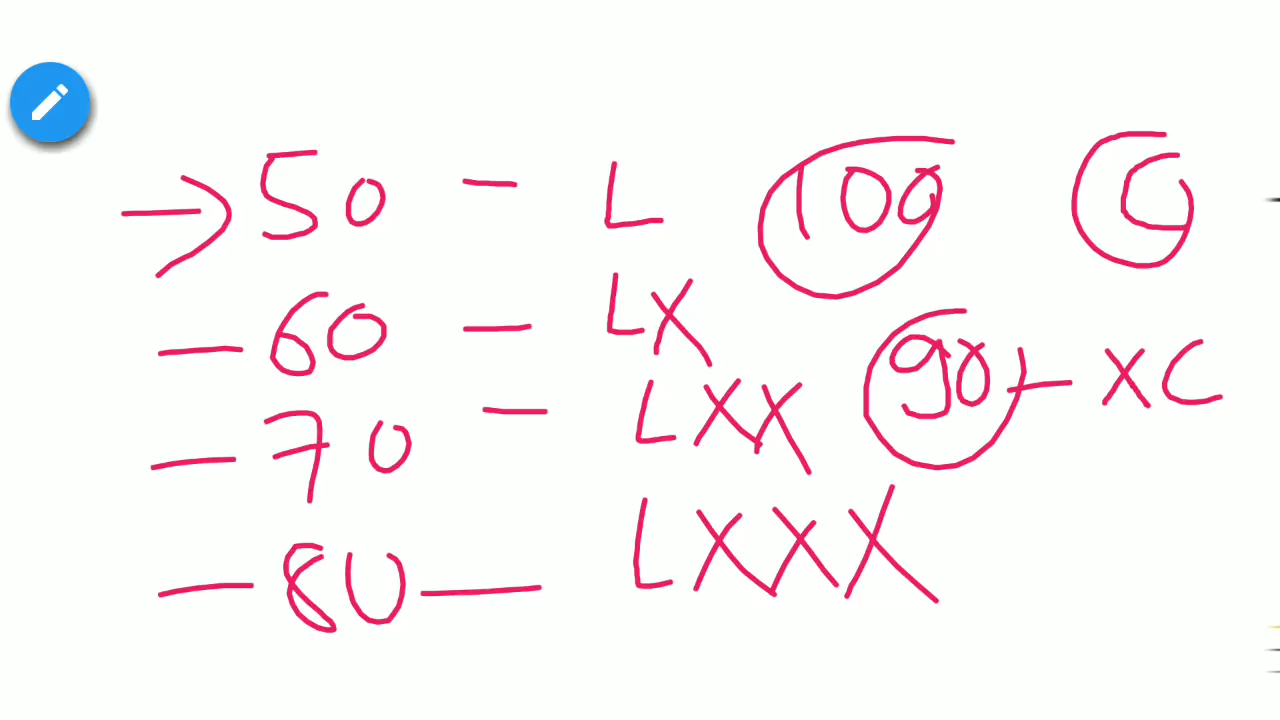 → 50 - L 100 C
- 60 - LX
90 - XC
- 70 - LXX
- 80 - LXXX